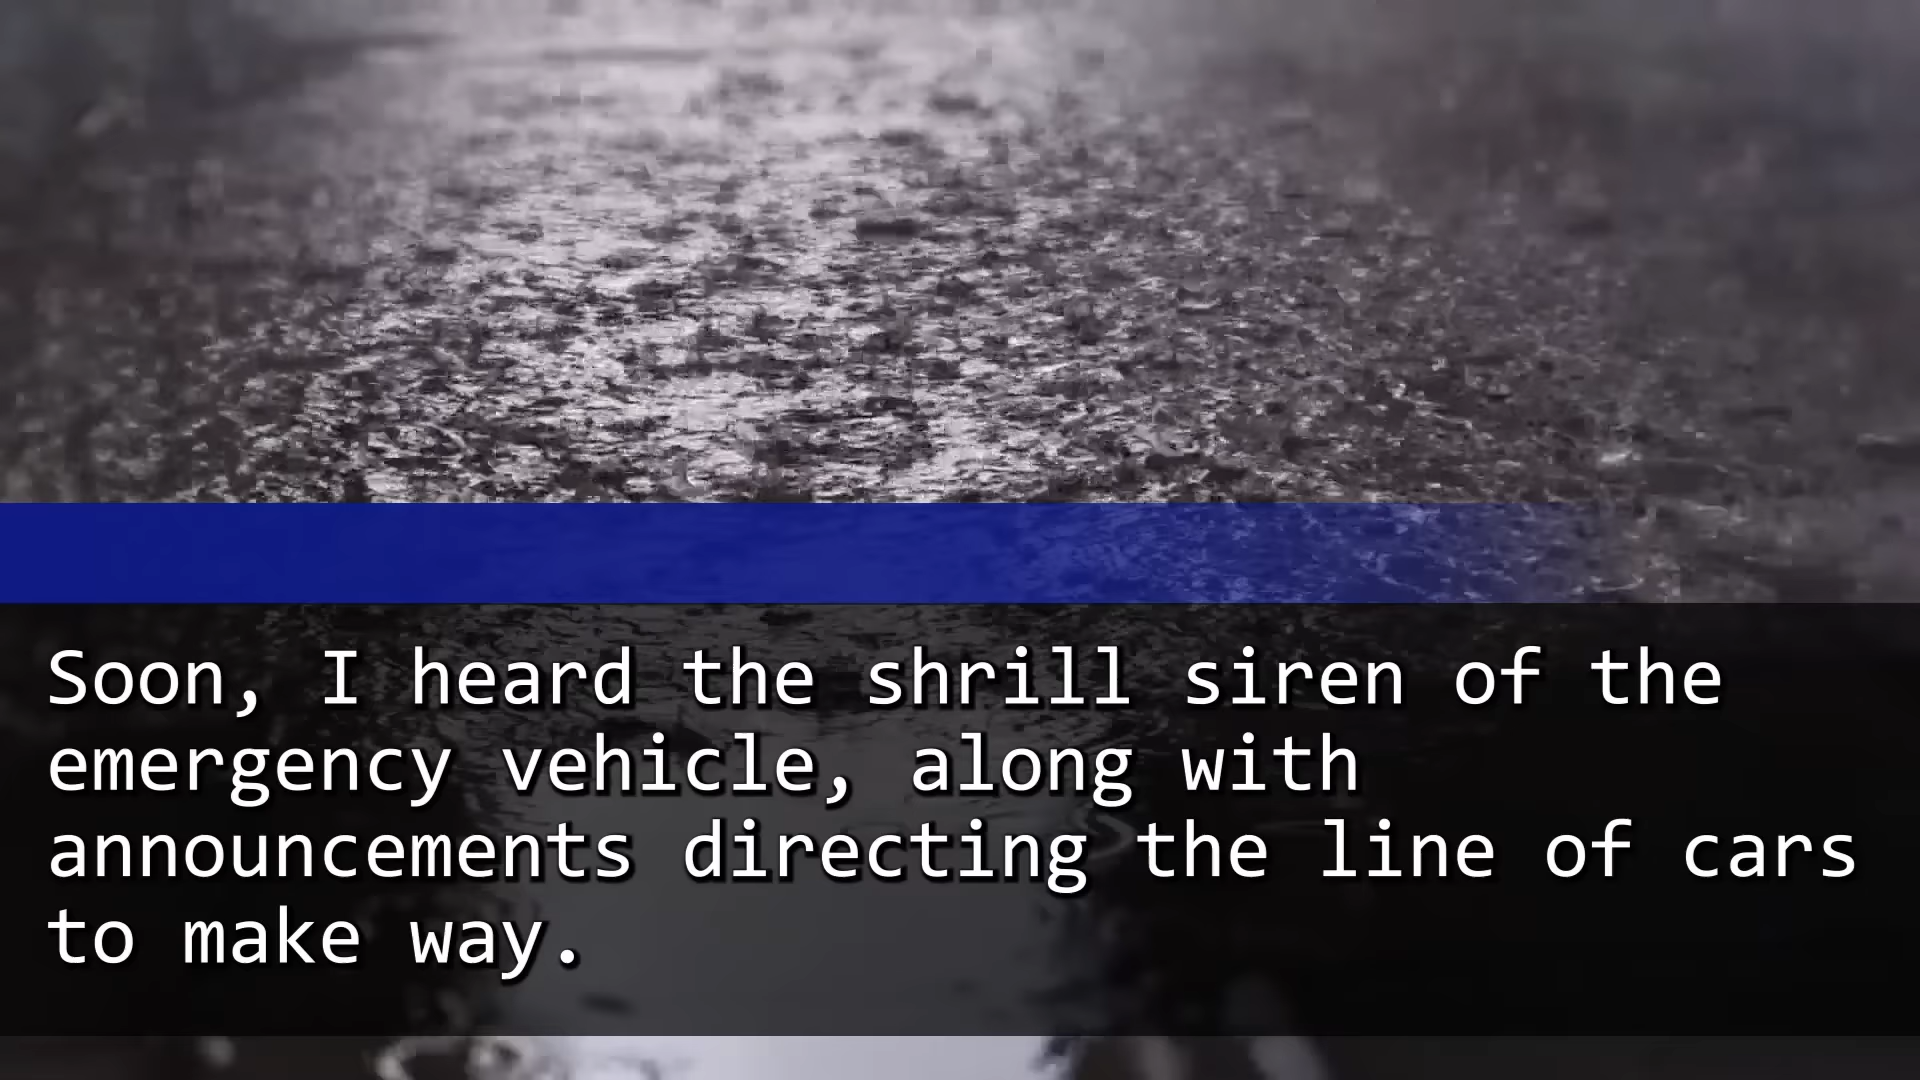 Soon, I heard the shrill siren of the
emergency vehicle, along with
announcements directing the line of cars
to make way.